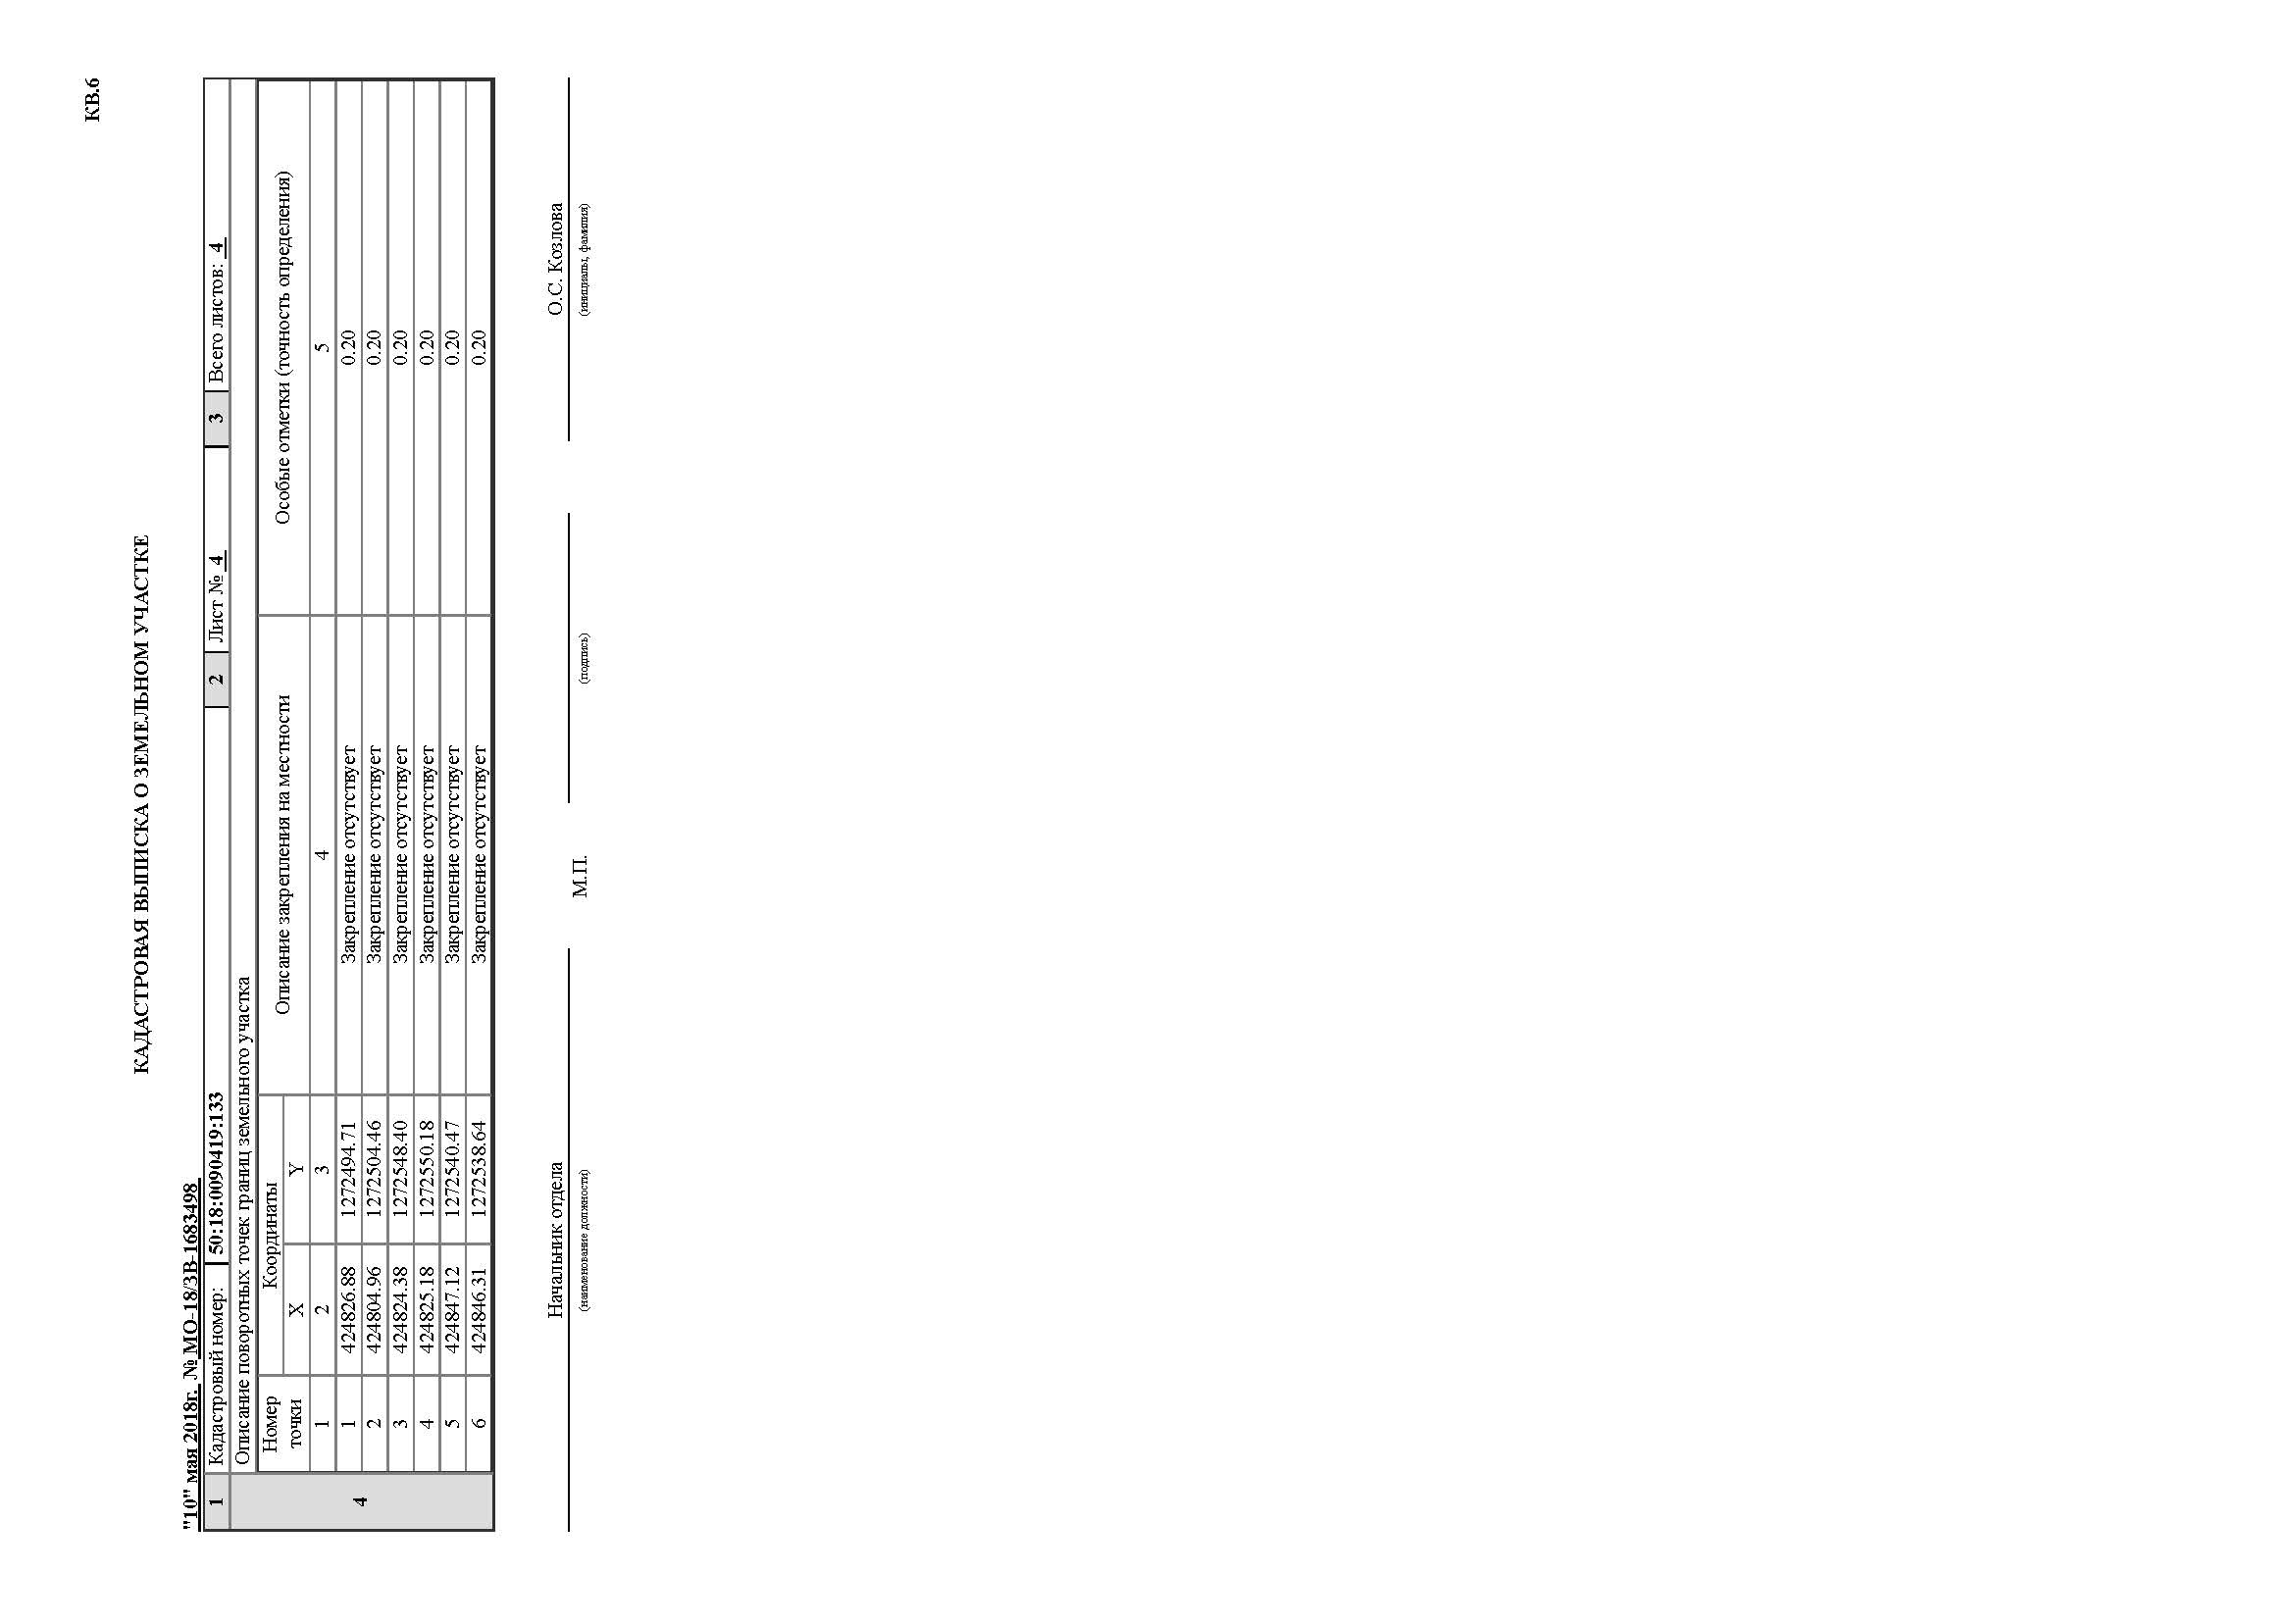 КВ.6
КАДАСТРОВАЯ ВЫПИСКА О ЗЕМЕЛЬНОМ УЧАСТКЕ
"10" мая 2018г. № МО-18/ЗВ-1683498
1 Кадастровый номер: 50:18:0090419:133 2 Лист № 4 3 Всего листов: 4
4 Описание поворотных точек границ земельного участка
Номер точки Координаты Описание закрепления на местности Особые отметки (точность определения)
X Y
1 2 3 4 5
1 424826.88 1272494.71 Закрепление отсутствует 0.20
2 424804.96 1272504.46 Закрепление отсутствует 0.20
3 424824.38 1272548.40 Закрепление отсутствует 0.20
4 424825.18 1272550.18 Закрепление отсутствует 0.20
5 424847.12 1272540.47 Закрепление отсутствует 0.20
6 424846.31 1272538.64 Закрепление отсутствует 0.20
Начальник отдела О.С. Козлова
(наименование должности) М.П. (подпись) (инициалы, фамилия)